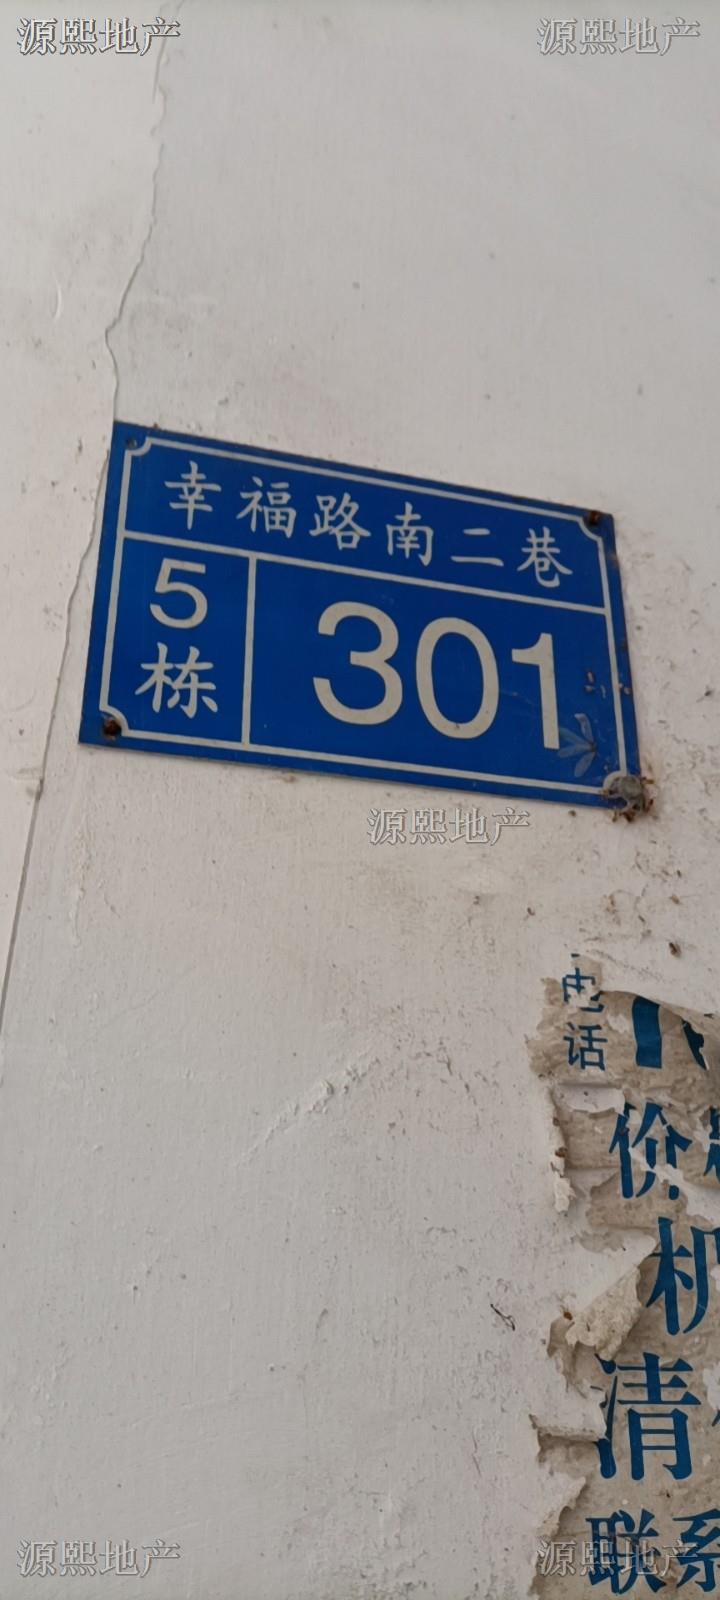 源熙地产 源熙地产
幸福路南二巷
5栋 301
源熙地产
电话
价
机
清
联系
源熙地产 源熙地产